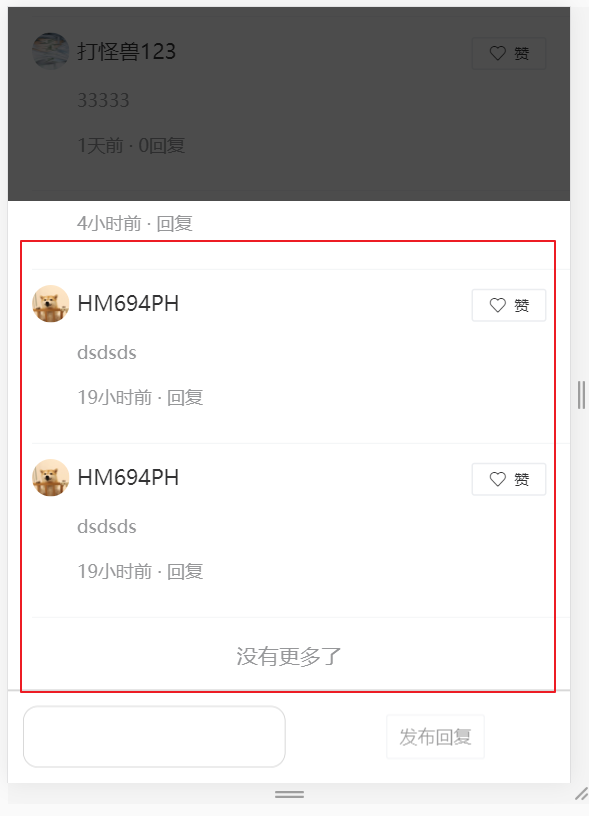 打怪兽123
赞
33333
1天前 · 0回复
4小时前 · 回复
HM694PH
赞
dsdsds
19小时前 · 回复
HM694PH
赞
dsdsds
19小时前 · 回复
没有更多了
发布回复